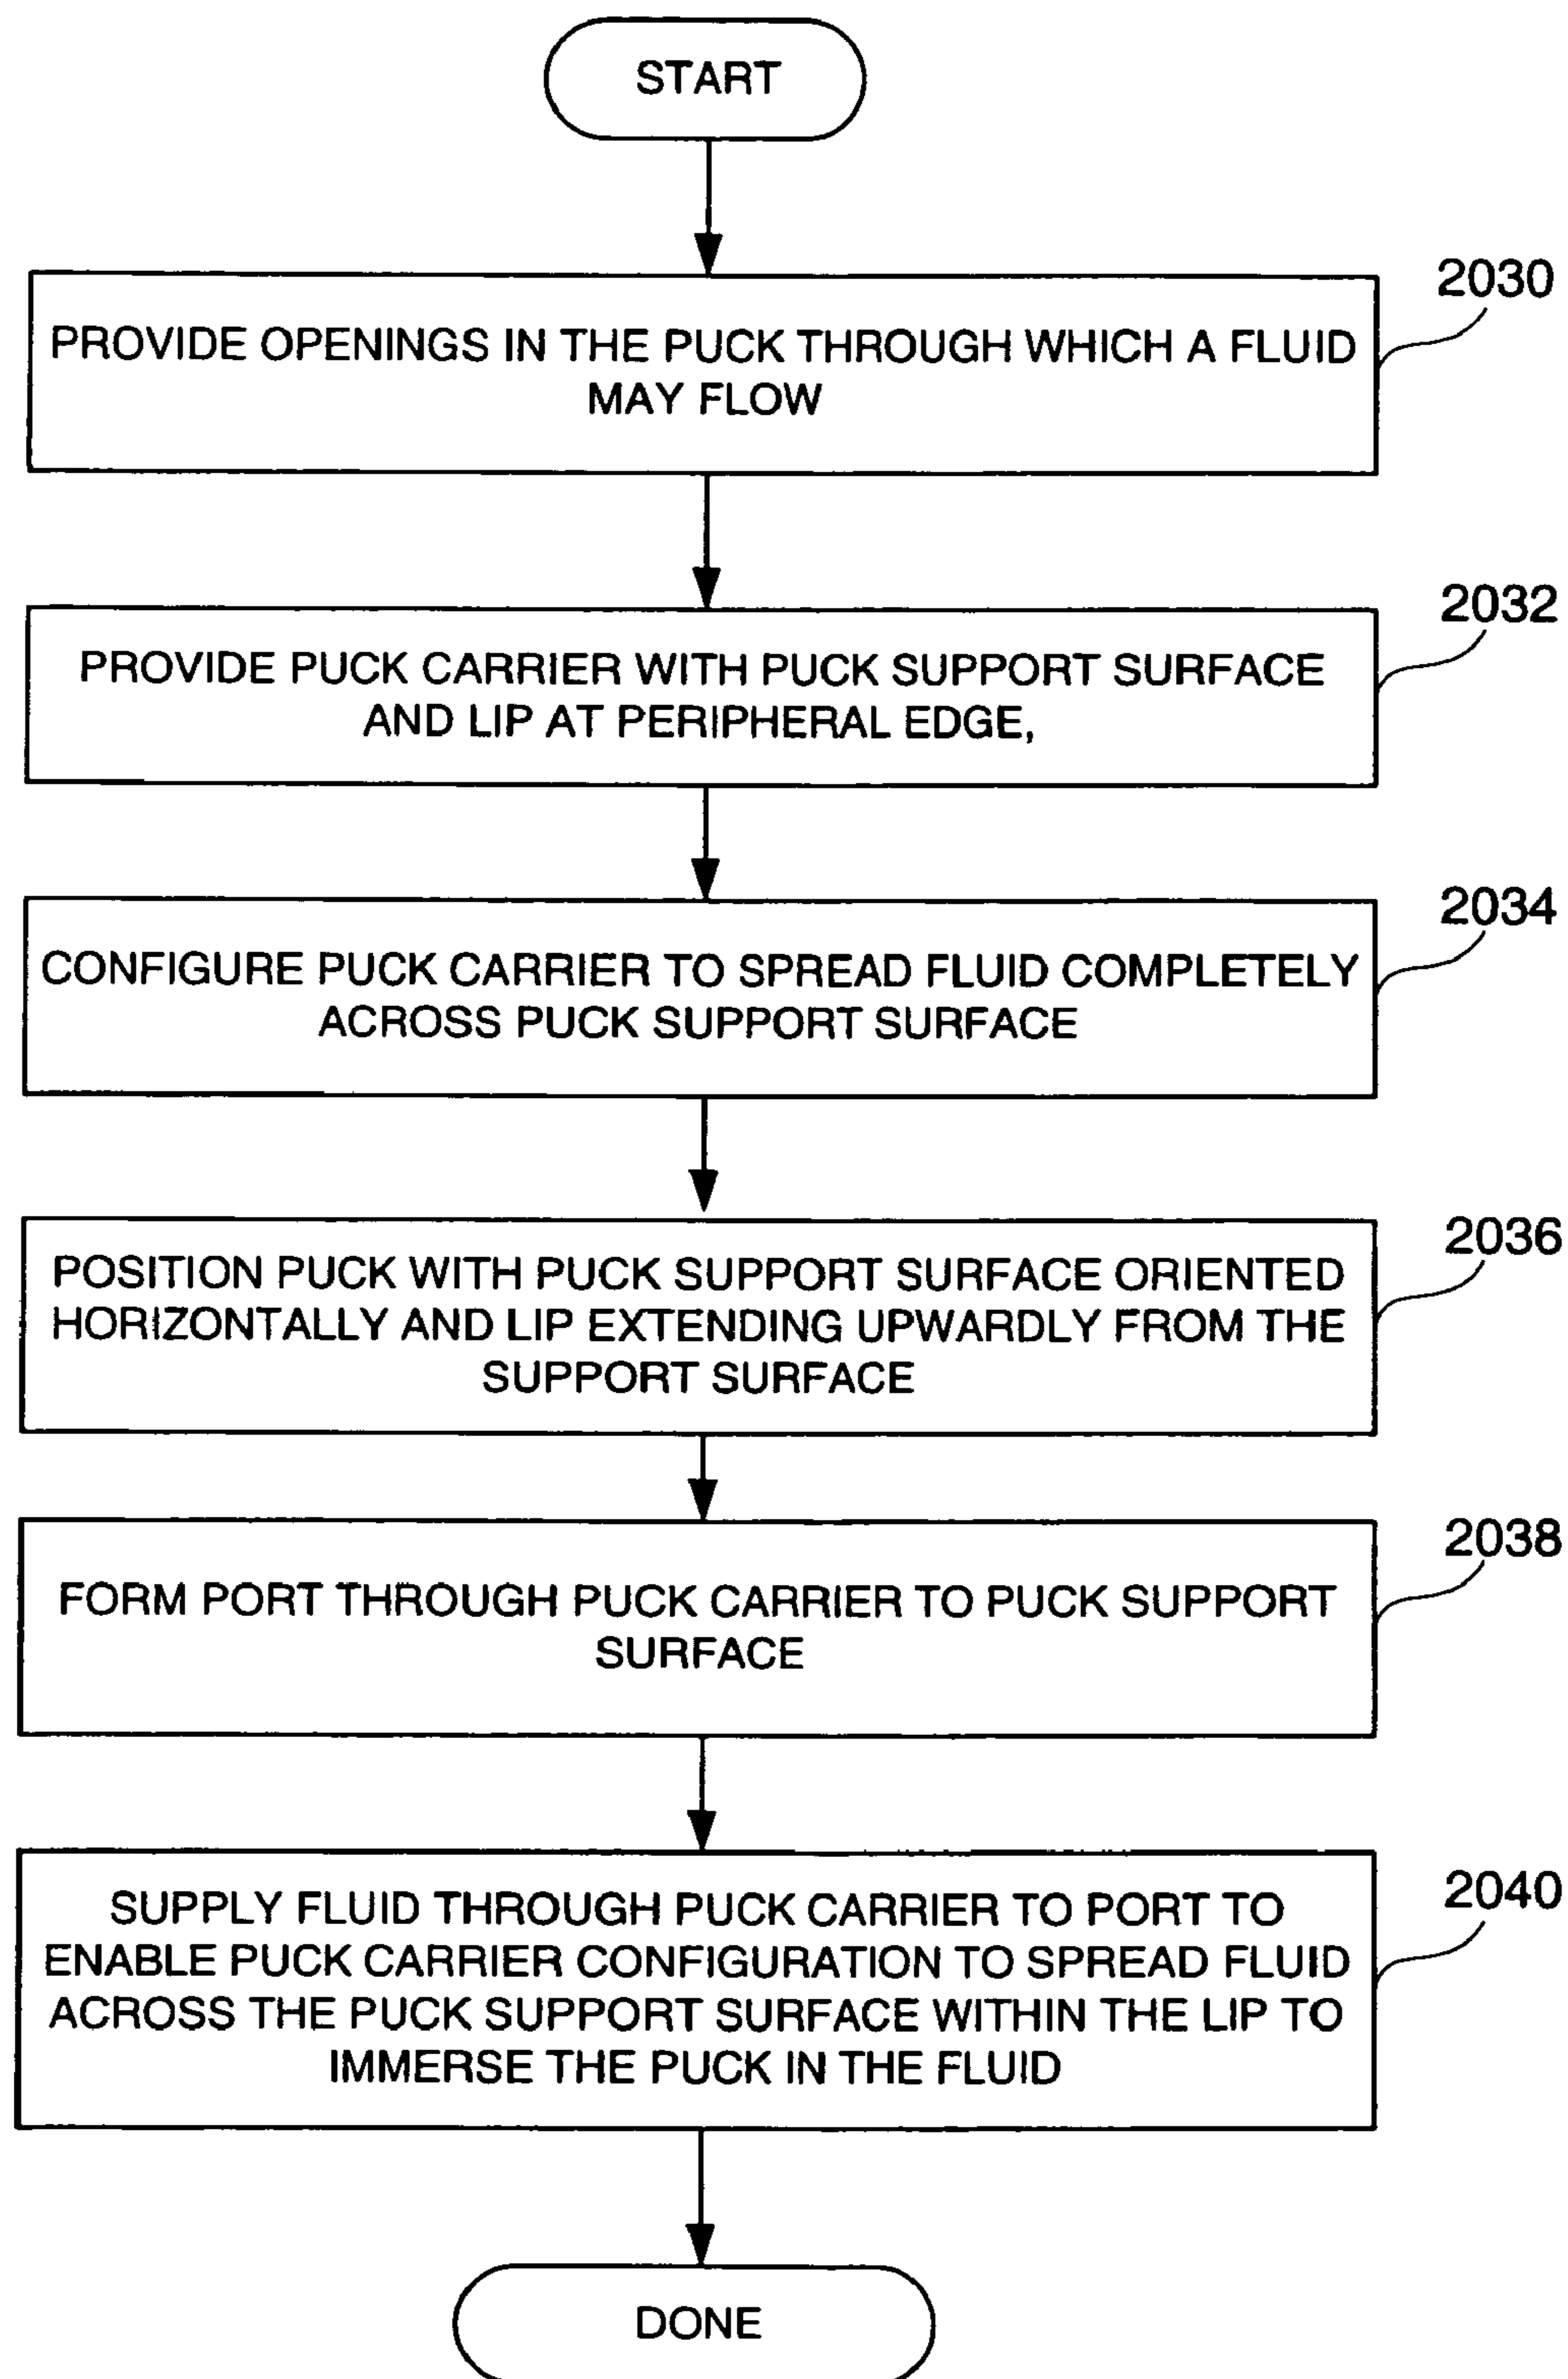 START
2030
PROVIDE OPENINGS IN THE PUCK THROUGH WHICH A FLUID
MAY FLOW
2032
PROVIDE PUCK CARRIER WITH PUCK SUPPORT SURFACE
AND LIP AT PERIPHERAL EDGE,
2034
CONFIGURE PUCK CARRIER TO SPREAD FLUID COMPLETELY
ACROSS PUCK SUPPORT SURFACE
2036
POSITION PUCK WITH PUCK SUPPORT SURFACE ORIENTED
HORIZONTALLY AND LIP EXTENDING UPWARDLY FROM THE
SUPPORT SURFACE
2038
FORM PORT THROUGH PUCK CARRIER TO PUCK SUPPORT
SURFACE
2040
SUPPLY FLUID THROUGH PUCK CARRIER TO PORT TO
ENABLE PUCK CARRIER CONFIGURATION TO SPREAD FLUID
ACROSS THE PUCK SUPPORT SURFACE WITHIN THE LIP TO
IMMERSE THE PUCK IN THE FLUID
DONE